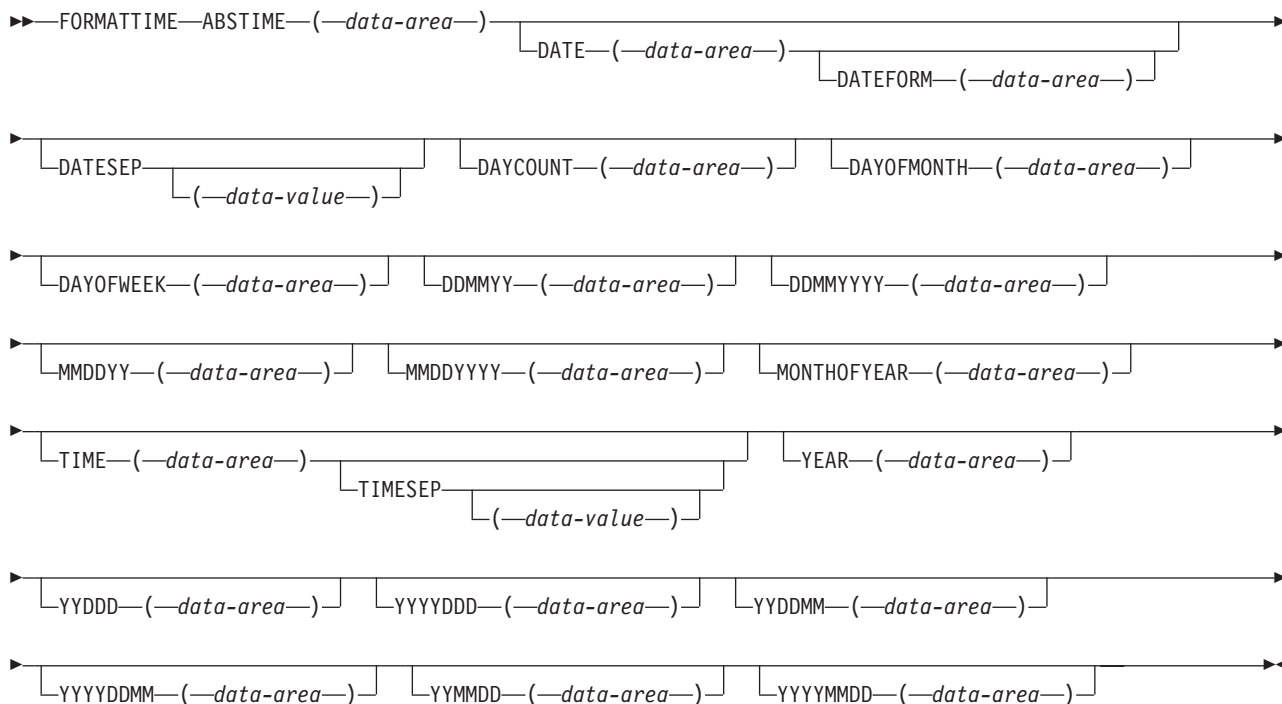 FORMATTIME ABSTIME ( data-area )
DATE ( data-area )
DATEFORM ( data-area )
DATESEP
( data-value )
DAYCOUNT ( data-area )
DAYOFMONTH ( data-area )
DAYOFWEEK ( data-area )
DDMMYY ( data-area )
DDMMYYYY ( data-area )
MMDDYY ( data-area )
MMDDYYYY ( data-area )
MONTHOFYEAR ( data-area )
TIME ( data-area )
TIMESEP
( data-value )
YEAR ( data-area )
YYDDD ( data-area )
YYYYDDD ( data-area )
YYDDMM ( data-area )
YYYYDDMM ( data-area )
YYMMDD ( data-area )
YYYYMMDD ( data-area )